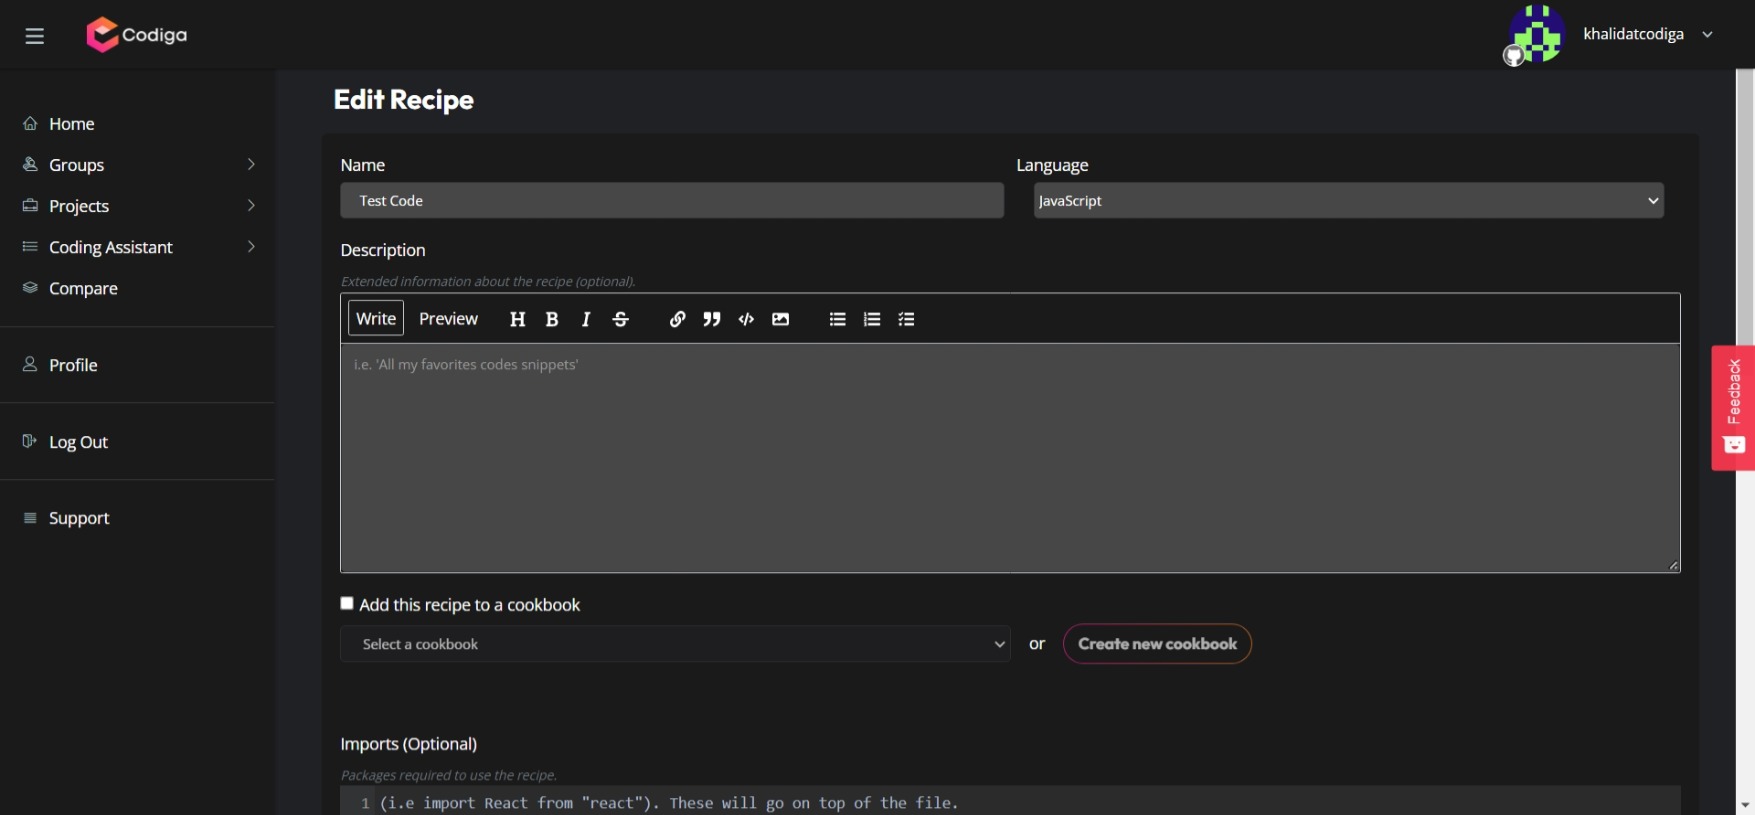 Codiga
khalidatcodiga
Home
Groups
Projects
Coding Assistant
Compare
Profile
Log Out
Support
Edit Recipe
Name
Language
Test Code
JavaScript
Description
Extended information about the recipe (optional).
Write Preview H B I S
i.e. 'All my favorites codes snippets'
Add this recipe to a cookbook
Select a cookbook
or
Create new cookbook
Imports (Optional)
Packages required to use the recipe.
1 (i.e import React from "react"). These will go on top of the file.
Feedback